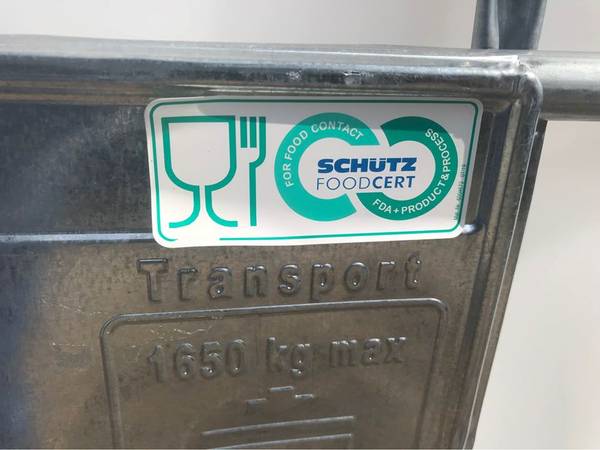 FOR FOOD CONTACT
SCHÜTZ
FOODCERT
FDA + PRODUCT & PROCESS
Transport
1650 kg max